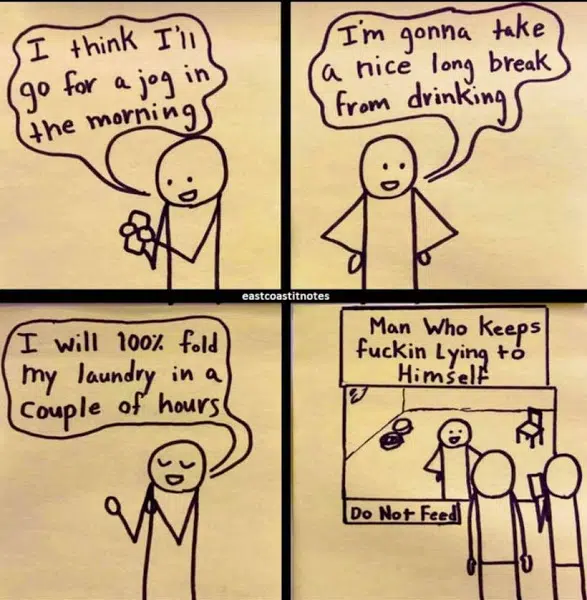 I think I'll
go for a jog in
the morning
I'm gonna take
a nice long break
from drinking
eastcoastitnotes
I will 100% fold
my laundry in a
couple of hours
Man Who Keeps
fuckin Lying to
Himself
Do Not Feed